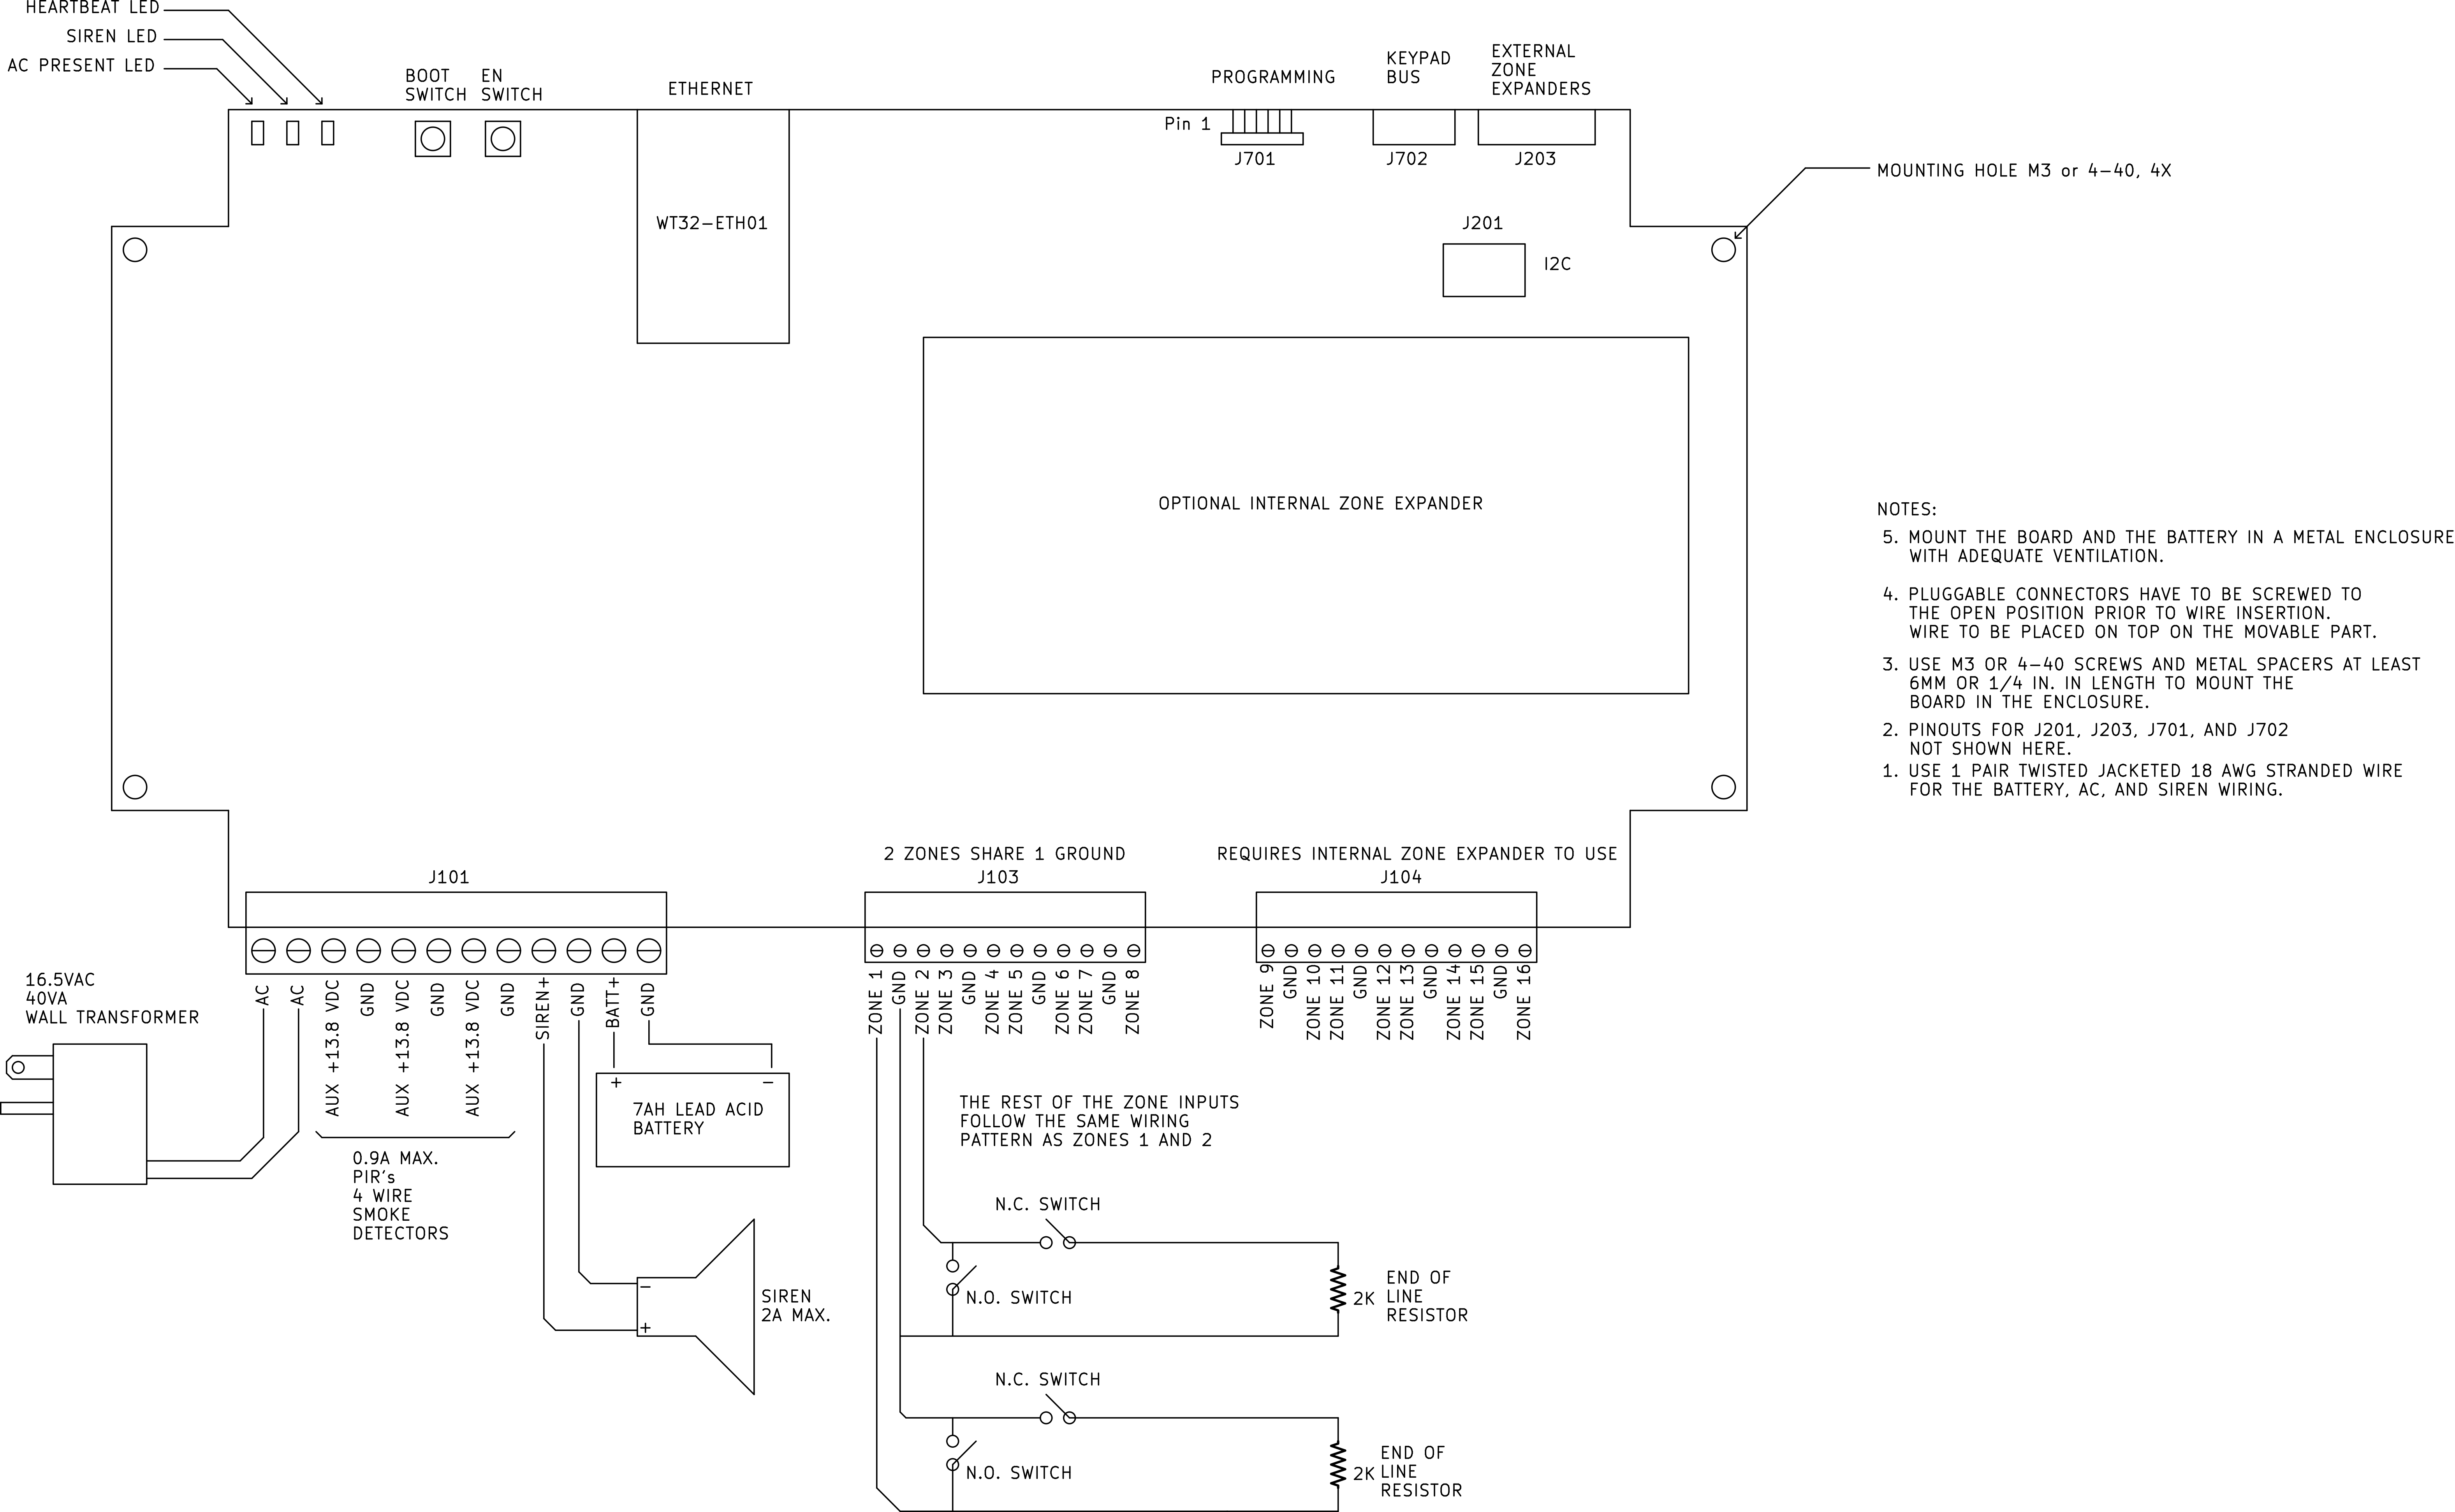 HEARTBEAT LED
SIREN LED
AC PRESENT LED
BOOT
SWITCH
EN
SWITCH
ETHERNET
PROGRAMMING
KEYPAD
BUS
EXTERNAL
ZONE
EXPANDERS
Pin 1
J701
J702
J203
MOUNTING HOLE M3 or 4-40, 4X
WT32-ETH01
J201
I2C
OPTIONAL INTERNAL ZONE EXPANDER
NOTES:
5. MOUNT THE BOARD AND THE BATTERY IN A METAL ENCLOSURE
WITH ADEQUATE VENTILATION.
4. PLUGGABLE CONNECTORS HAVE TO BE SCREWED TO
THE OPEN POSITION PRIOR TO WIRE INSERTION.
WIRE TO BE PLACED ON TOP ON THE MOVABLE PART.
3. USE M3 OR 4-40 SCREWS AND METAL SPACERS AT LEAST
6MM OR 1/4 IN. IN LENGTH TO MOUNT THE
BOARD IN THE ENCLOSURE.
2. PINOUTS FOR J201, J203, J701, AND J702
NOT SHOWN HERE.
1. USE 1 PAIR TWISTED JACKETED 18 AWG STRANDED WIRE
FOR THE BATTERY, AC, AND SIREN WIRING.
J101
2 ZONES SHARE 1 GROUND
J103
REQUIRES INTERNAL ZONE EXPANDER TO USE
J104
16.5VAC
40VA
WALL TRANSFORMER
AC
AC
AUX +13.8 VDC
GND
AUX +13.8 VDC
GND
AUX +13.8 VDC
GND
SIREN+
GND
BATT+
GND
ZONE 1
GND
ZONE 2
ZONE 3
GND
ZONE 4
ZONE 5
GND
ZONE 6
ZONE 7
GND
ZONE 8
ZONE 9
GND
ZONE 10
ZONE 11
GND
ZONE 12
ZONE 13
GND
ZONE 14
ZONE 15
GND
ZONE 16
+ −
7AH LEAD ACID
BATTERY
0.9A MAX.
PIR's
4 WIRE
SMOKE
DETECTORS
THE REST OF THE ZONE INPUTS
FOLLOW THE SAME WIRING
PATTERN AS ZONES 1 AND 2
N.C. SWITCH
N.O. SWITCH
2K
END OF
LINE
RESISTOR
−
+
SIREN
2A MAX.
N.C. SWITCH
N.O. SWITCH
2K
END OF
LINE
RESISTOR